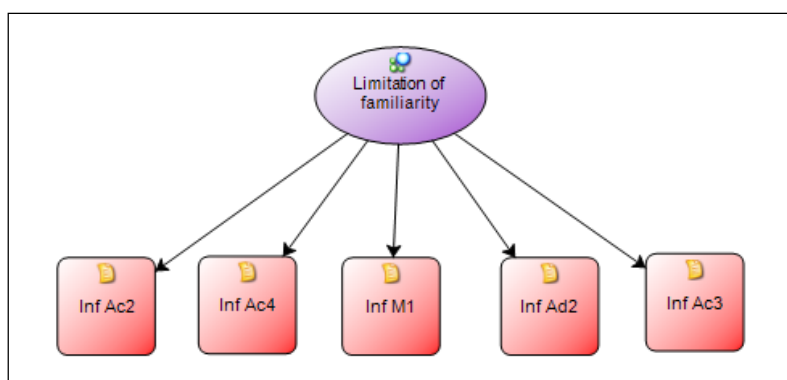 Limitation of
familiarity
Inf Ac2
Inf Ac4
Inf M1
Inf Ad2
Inf Ac3